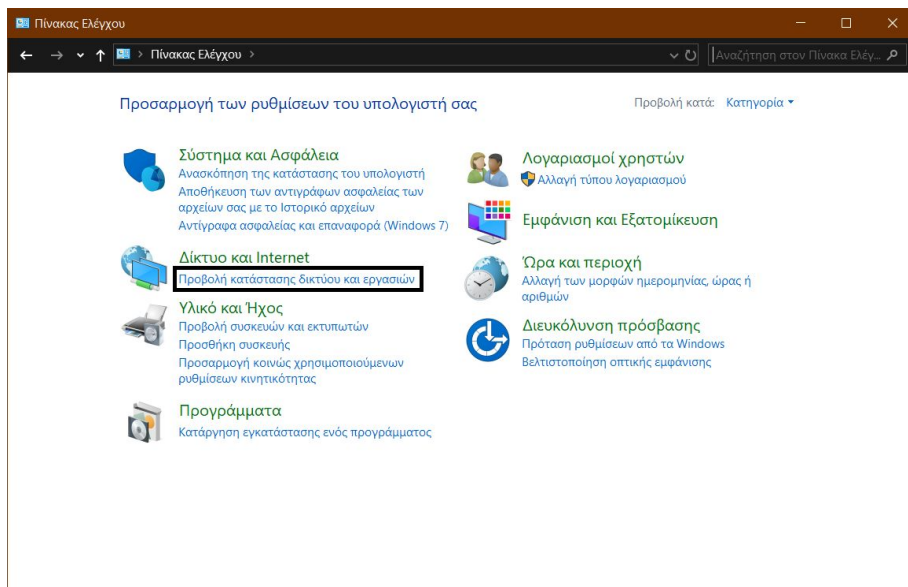 Πίνακας Ελέγχου
Πίνακας Ελέγχου
Αναζήτηση στον Πίνακα Ελέγ...
Προσαρμογή των ρυθμίσεων του υπολογιστή σας
Προβολή κατά: Κατηγορία
Σύστημα και Ασφάλεια
Ανασκόπηση της κατάστασης του υπολογιστή
Αποθήκευση των αντιγράφων ασφαλείας των
αρχείων σας με το Ιστορικό αρχείων
Αντίγραφα ασφαλείας και επαναφορά (Windows 7)
Δίκτυο και Internet
Προβολή κατάστασης δικτύου και εργασιών
Υλικό και Ήχος
Προβολή συσκευών και εκτυπωτών
Προσθήκη συσκευής
Προσαρμογή κοινώς χρησιμοποιούμενων
ρυθμίσεων κινητικότητας
Προγράμματα
Κατάργηση εγκατάστασης ενός προγράμματος
Λογαριασμοί χρηστών
Αλλαγή τύπου λογαριασμού
Εμφάνιση και Εξατομίκευση
Ώρα και περιοχή
Αλλαγή των μορφών ημερομηνίας, ώρας ή
αριθμών
Διευκόλυνση πρόσβασης
Πρόταση ρυθμίσεων από τα Windows
Βελτιστοποίηση οπτικής εμφάνισης